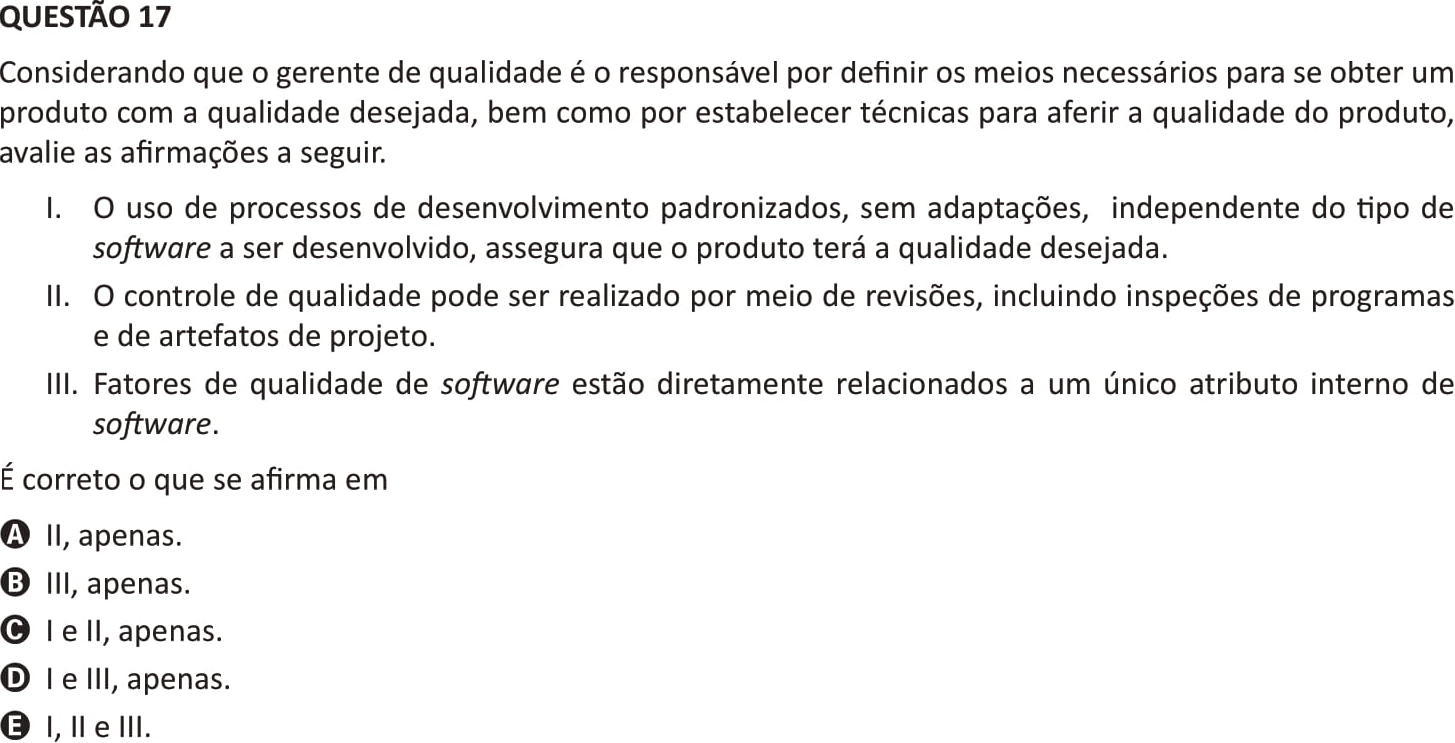 QUESTÃO 17
Considerando que o gerente de qualidade é o responsável por definir os meios necessários para se obter um
produto com a qualidade desejada, bem como por estabelecer técnicas para aferir a qualidade do produto,
avalie as afirmações a seguir.
I. O uso de processos de desenvolvimento padronizados, sem adaptações, independente do tipo de
software a ser desenvolvido, assegura que o produto terá a qualidade desejada.
II. O controle de qualidade pode ser realizado por meio de revisões, incluindo inspeções de programas
e de artefatos de projeto.
III. Fatores de qualidade de software estão diretamente relacionados a um único atributo interno de
software.
É correto o que se afirma em
A II, apenas.
B III, apenas.
C I e II, apenas.
D I e III, apenas.
E I, II e III.